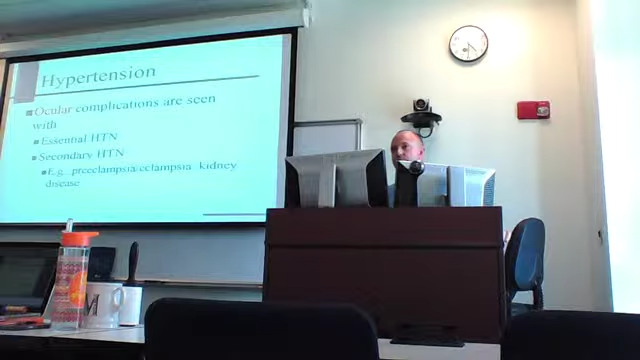 Hypertension
Ocular complications are seen
with
Essential HTN
Secondary HTN
E.g., preeclampsia/eclampsia, kidney
disease
M